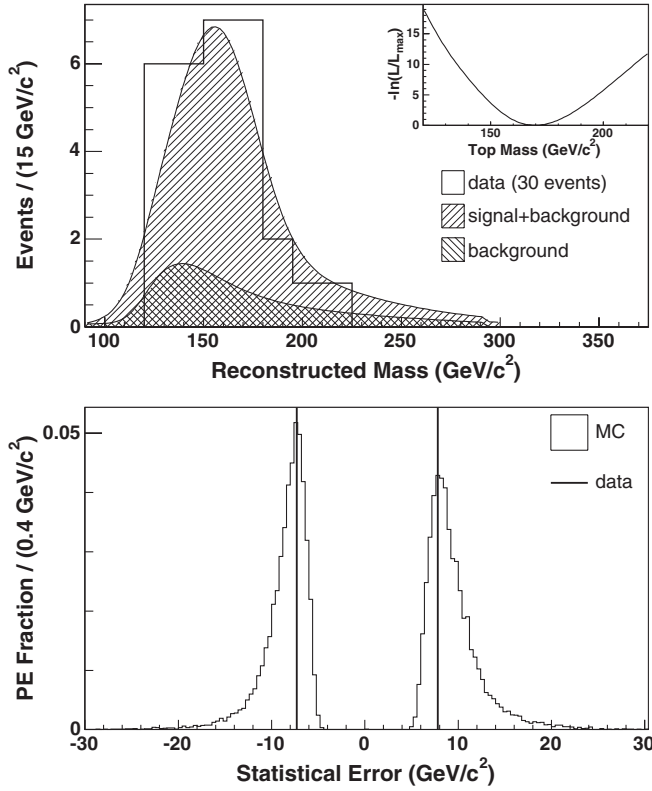 Events / (15 GeV/c²)
6
4
2
0
100 150 200 250 300 350
Reconstructed Mass (GeV/c²)
-ln(L/Lmax)
15
10
5
0
150 200
Top Mass (GeV/c²)
data (30 events)
signal+background
background
PE Fraction / (0.4 GeV/c²)
0.05
0
-30 -20 -10 0 10 20 30
Statistical Error (GeV/c²)
MC
data